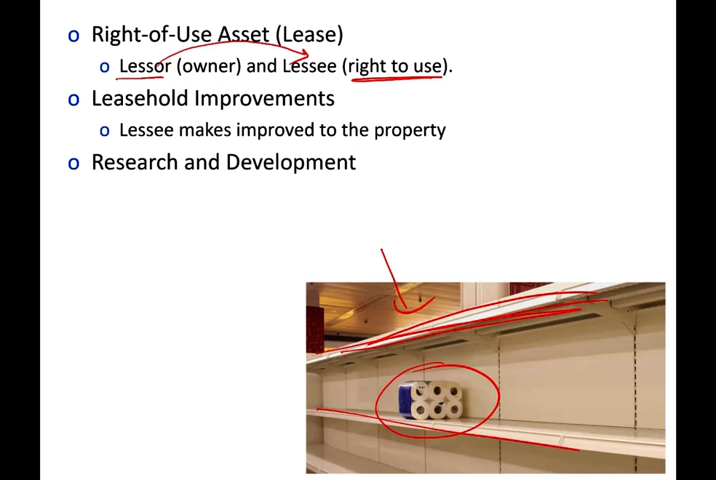 o Right-of-Use Asset (Lease)
o Lessor (owner) and Lessee (right to use).
o Leasehold Improvements
o Lessee makes improved to the property
o Research and Development